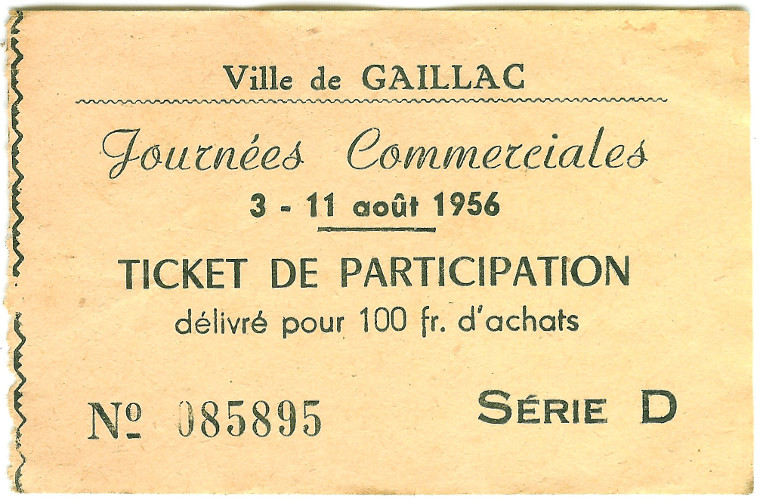 Ville de GAILLAC
Journées Commerciales
3 - 11 août 1956
TICKET DE PARTICIPATION
délivré pour 100 fr. d'achats
Nº 085895 SÉRIE D